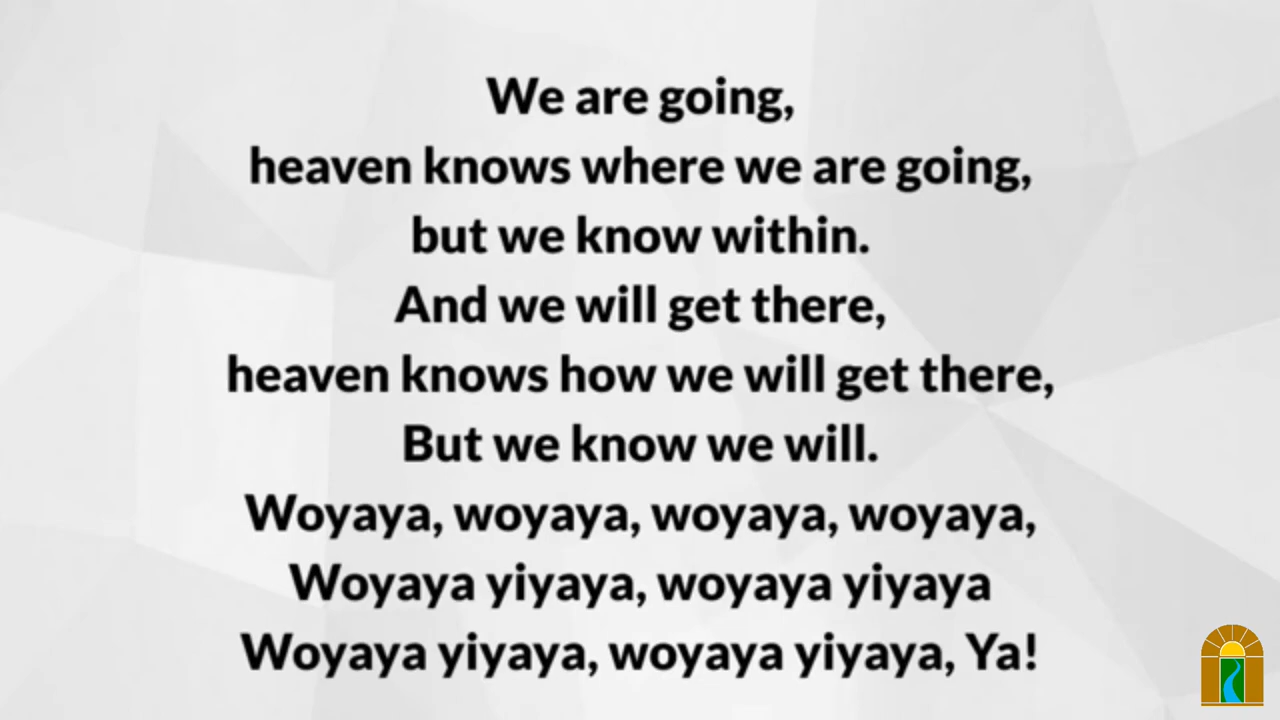 We are going,
heaven knows where we are going,
but we know within.
And we will get there,
heaven knows how we will get there,
But we know we will.
Woyaya, woyaya, woyaya, woyaya,
Woyaya yiyaya, woyaya yiyaya
Woyaya yiyaya, woyaya yiyaya, Ya!